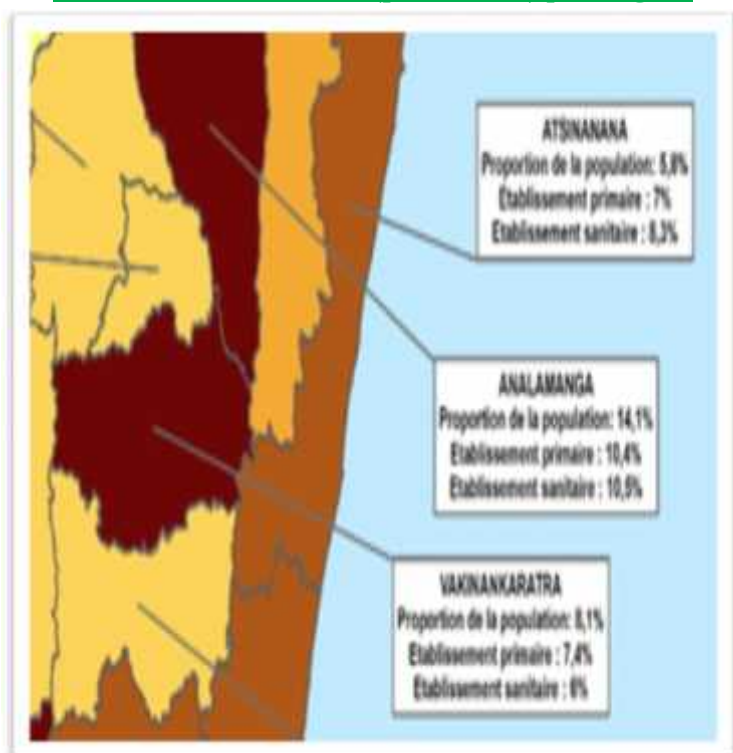 ATSINANANA
Proportion de la population: 5,8%
Etablissement primaire : 7%
Etablissement sanitaire : 8,3%
ANALAMANGA
Proportion de la population: 14,1%
Etablissement primaire : 10,4%
Etablissement sanitaire : 10,5%
VAKINANKARATRA
Proportion de la population: 8,1%
Etablissement primaire : 7,4%
Etablissement sanitaire : 6%